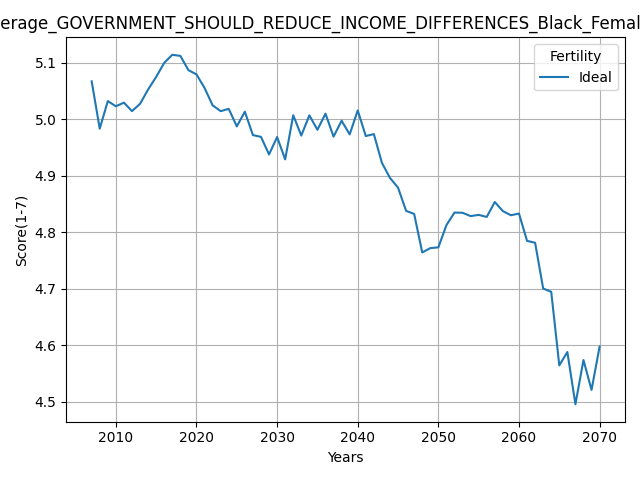 erage_GOVERNMENT_SHOULD_REDUCE_INCOME_DIFFERENCES_Black_Femal
Fertility
Ideal
Score(1-7)
5.1
5.0
4.9
4.8
4.7
4.6
4.5
2010 2020 2030 2040 2050 2060 2070
Years